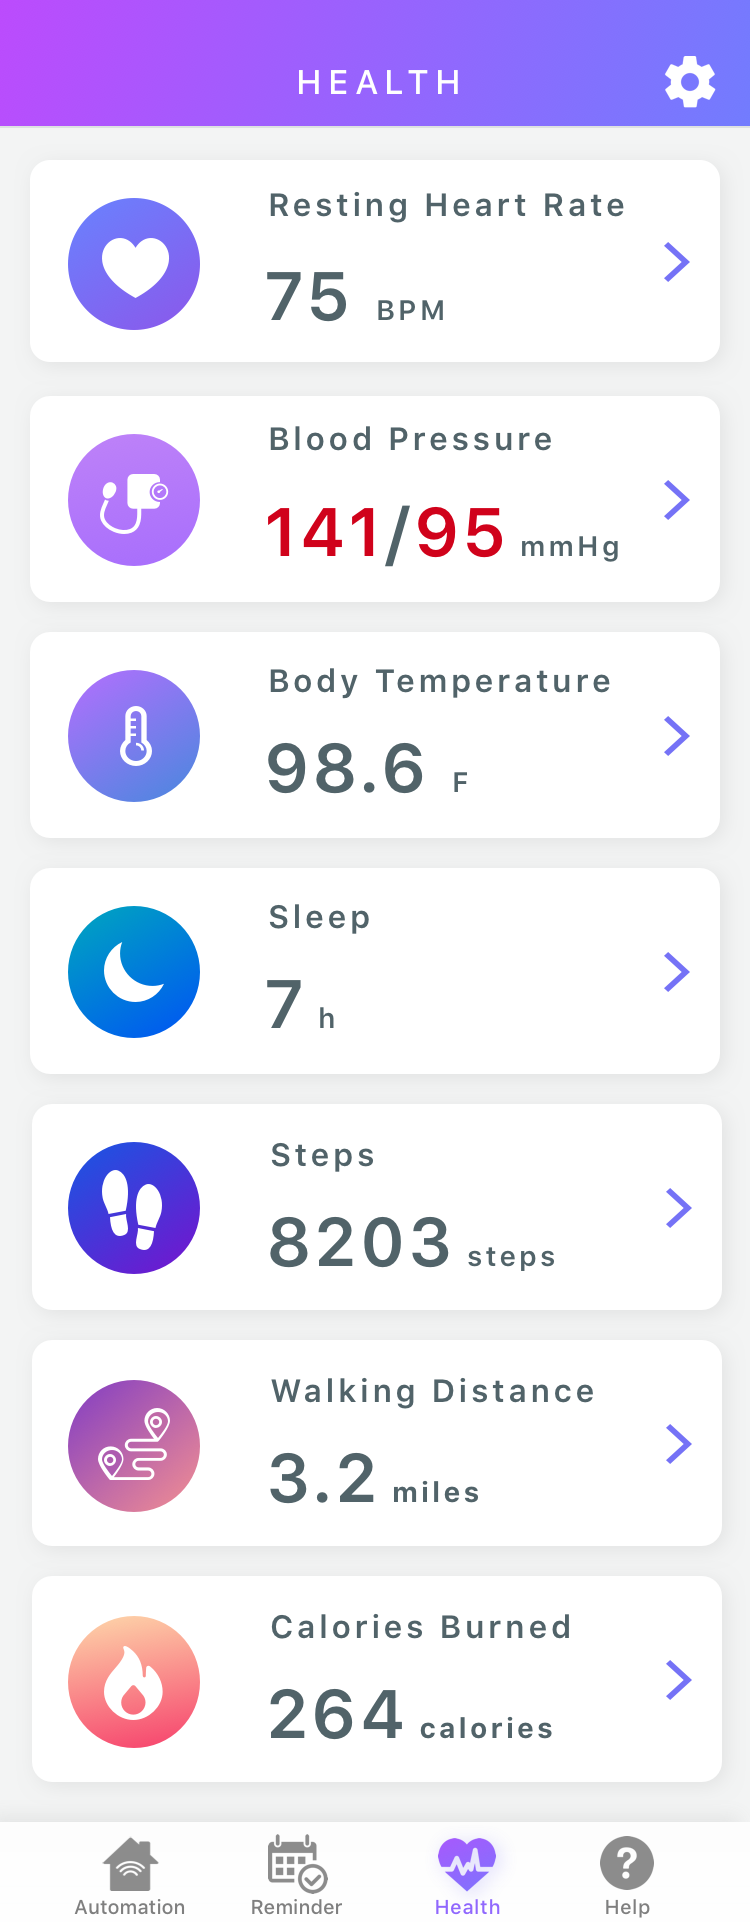 HEALTH
Resting Heart Rate
75 BPM
Blood Pressure
141/95 mmHg
Body Temperature
98.6 F
Sleep
7 h
Steps
8203 steps
Walking Distance
3.2 miles
Calories Burned
264 calories
Automation Reminder Health Help